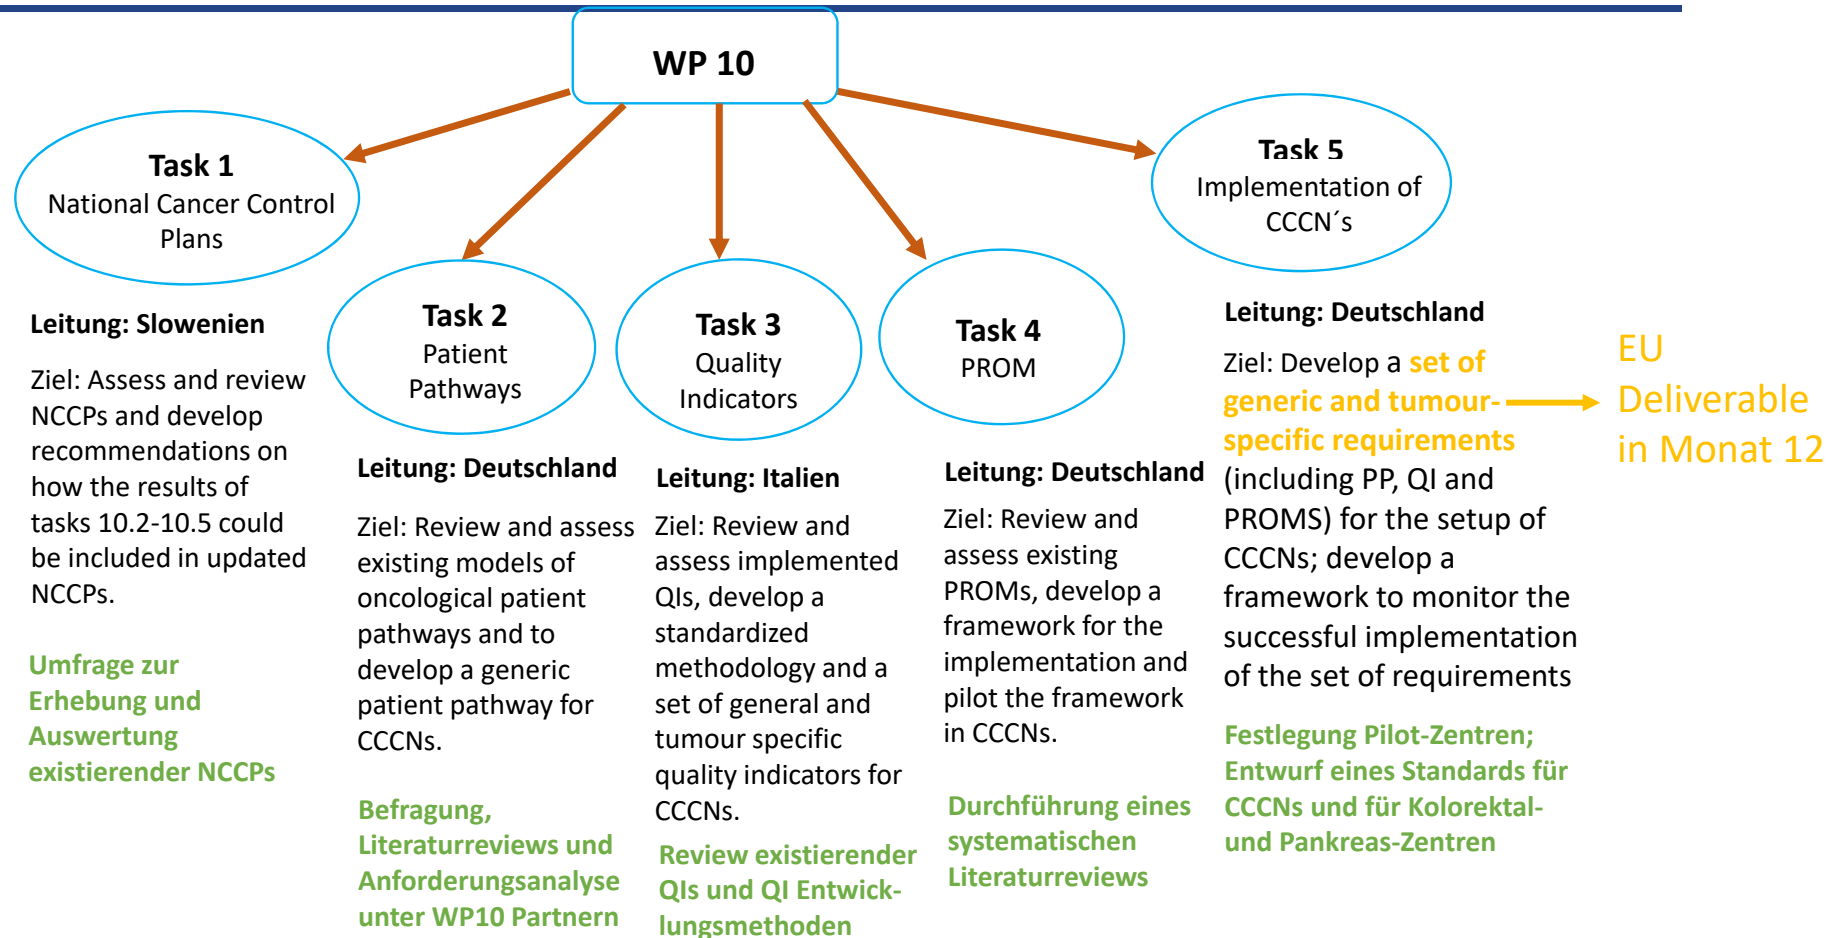 WP 10
Task 1
National Cancer Control
Plans
Leitung: Slowenien
Ziel: Assess and review
NCCPs and develop
recommendations on
how the results of
tasks 10.2-10.5 could
be included in updated
NCCPs.
Umfrage zur
Erhebung und
Auswertung
existierender NCCPs
Task 2
Patient
Pathways
Leitung: Deutschland
Ziel: Review and assess
existing models of
oncological patient
pathways and to
develop a generic
patient pathway for
CCCNs.
Befragung,
Literaturreviews und
Anforderungsanalyse
unter WP10 Partnern
Task 3
Quality
Indicators
Leitung: Italien
Ziel: Review and
assess implemented
QIs, develop a
standardized
methodology and a
set of general and
tumour specific
quality indicators for
CCCNs.
Review existierender
QIs und QI Entwick-
lungsmethoden
Task 4
PROM
Leitung: Deutschland
Ziel: Review and
assess existing
PROMs, develop a
framework for the
implementation and
pilot the framework
in CCCNs.
Durchführung eines
systematischen
Literaturreviews
Task 5
Implementation of
CCCN´s
Leitung: Deutschland
Ziel: Develop a set of
generic and tumour-
specific requirements
(including PP, QI and
PROMS) for the setup of
CCCNs; develop a
framework to monitor the
successful implementation
of the set of requirements
Festlegung Pilot-Zentren;
Entwurf eines Standards für
CCCNs und für Kolorektal-
und Pankreas-Zentren
EU
Deliverable
in Monat 12